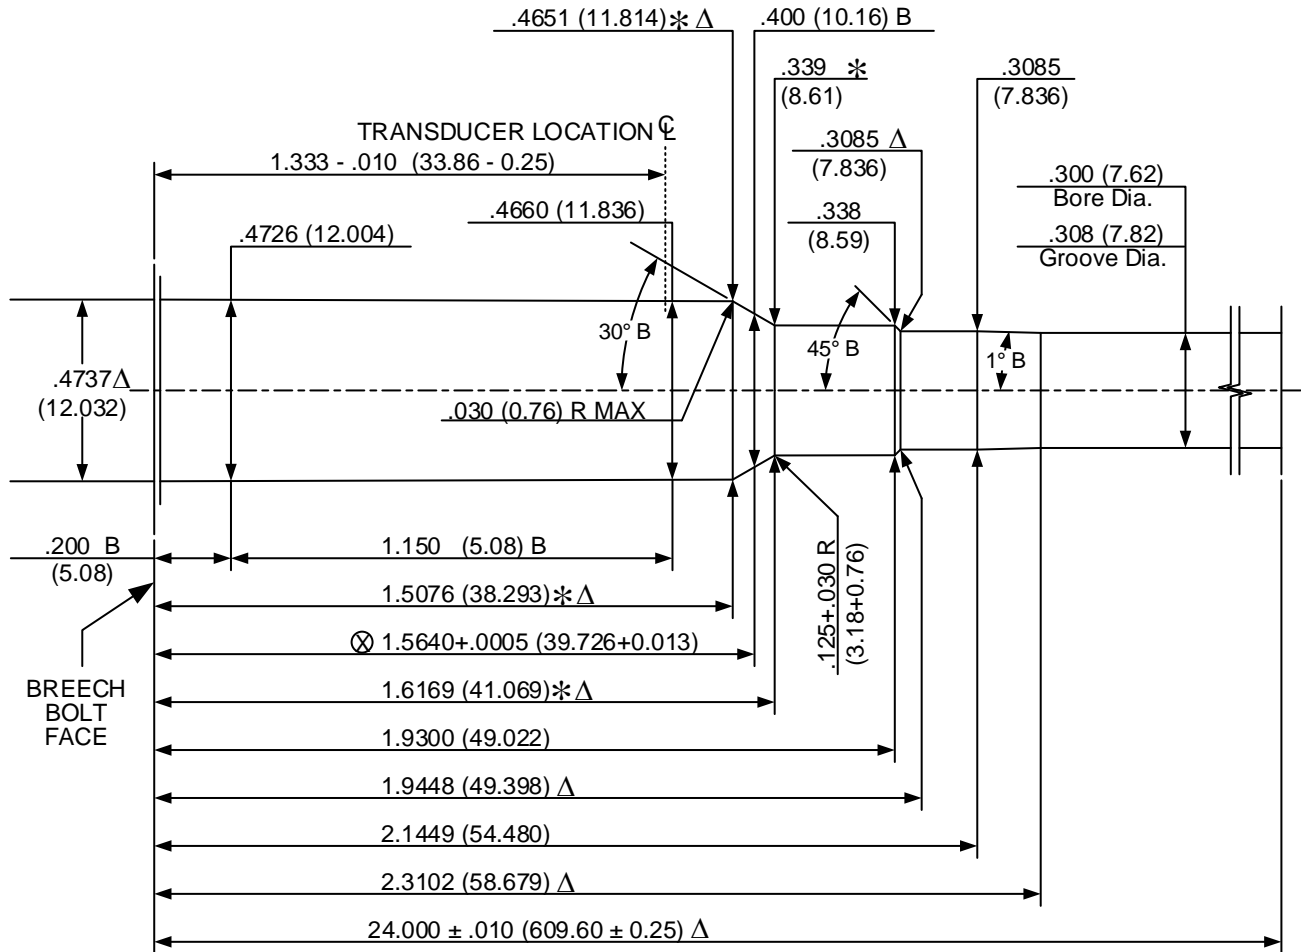 .4651 (11.814)✻ Δ
.400 (10.16) B
.339 ✻
(8.61)
.3085
(7.836)
TRANSDUCER LOCATION ℄
1.333 - .010 (33.86 - 0.25)
.3085 Δ
(7.836)
.300 (7.62)
Bore Dia.
.4660 (11.836)
.338
(8.59)
.4726 (12.004)
.308 (7.82)
Groove Dia.
30° B
45° B
1° B
.4737Δ
(12.032)
.030 (0.76) R MAX
.200 B
(5.08)
1.150 (5.08) B
.125+.030 R
(3.18+0.76)
1.5076 (38.293)✻ Δ
⊗ 1.5640+.0005 (39.726+0.013)
BREECH
BOLT
FACE
1.6169 (41.069)✻ Δ
1.9300 (49.022)
1.9448 (49.398) Δ
2.1449 (54.480)
2.3102 (58.679) Δ
24.000 ± .010 (609.60 ± 0.25) Δ